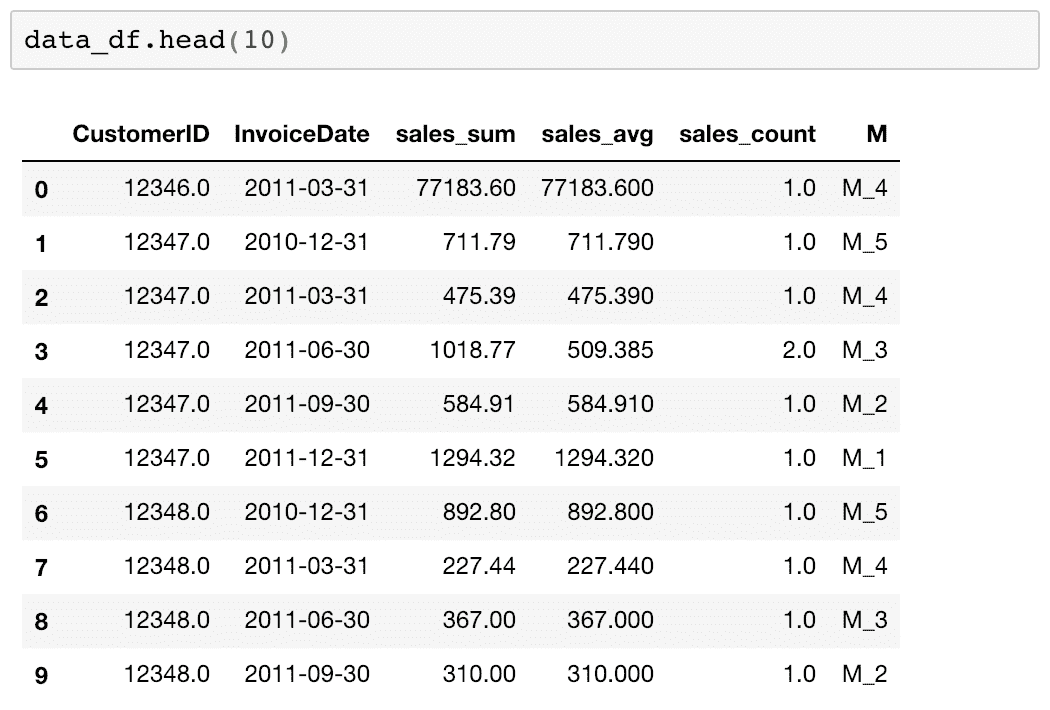 data_df.head(10)
CustomerID InvoiceDate sales_sum sales_avg sales_count M
0 12346.0 2011-03-31 77183.60 77183.600 1.0 M_4
1 12347.0 2010-12-31 711.79 711.790 1.0 M_5
2 12347.0 2011-03-31 475.39 475.390 1.0 M_4
3 12347.0 2011-06-30 1018.77 509.385 2.0 M_3
4 12347.0 2011-09-30 584.91 584.910 1.0 M_2
5 12347.0 2011-12-31 1294.32 1294.320 1.0 M_1
6 12348.0 2010-12-31 892.80 892.800 1.0 M_5
7 12348.0 2011-03-31 227.44 227.440 1.0 M_4
8 12348.0 2011-06-30 367.00 367.000 1.0 M_3
9 12348.0 2011-09-30 310.00 310.000 1.0 M_2